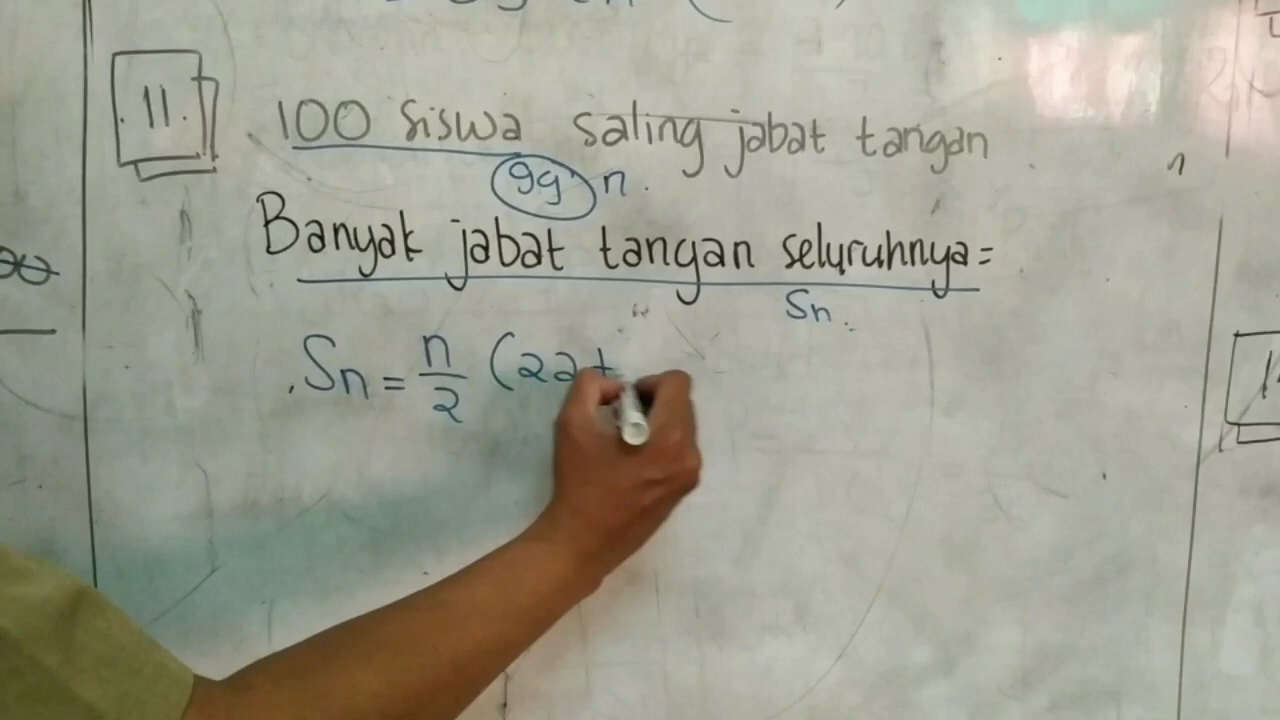 11.
100 siswa saling jabat tangan
99 n.
Banyak jabat tangan seluruhnya=
Sn.
Sn = n/2 (2a+